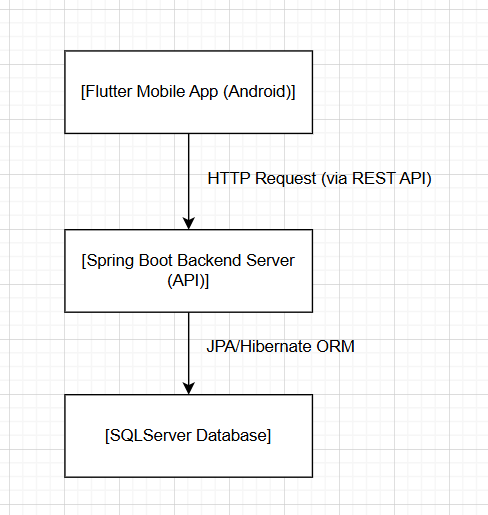 [Flutter Mobile App (Android)]
HTTP Request (via REST API)
[Spring Boot Backend Server
(API)]
JPA/Hibernate ORM
[SQLServer Database]